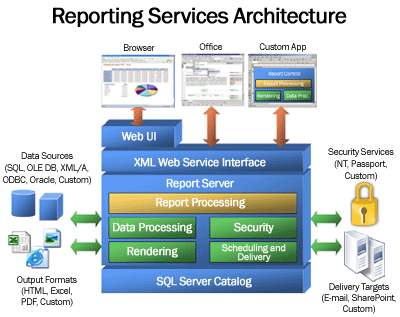 Reporting Services Architecture
Browser
Office
Custom App
Report Control
Report Processing
Rendering
Data Proc.
Web UI
XML Web Service Interface
Data Sources
(SQL, OLE DB, XML/A,
ODBC, Oracle, Custom)
Security Services
(NT, Passport,
Custom)
Report Server
Report Processing
Data Processing
Security
Rendering
Scheduling and
Delivery
SQL Server Catalog
Output Formats
(HTML, Excel,
PDF, Custom)
Delivery Targets
(E-mail, SharePoint,
Custom)